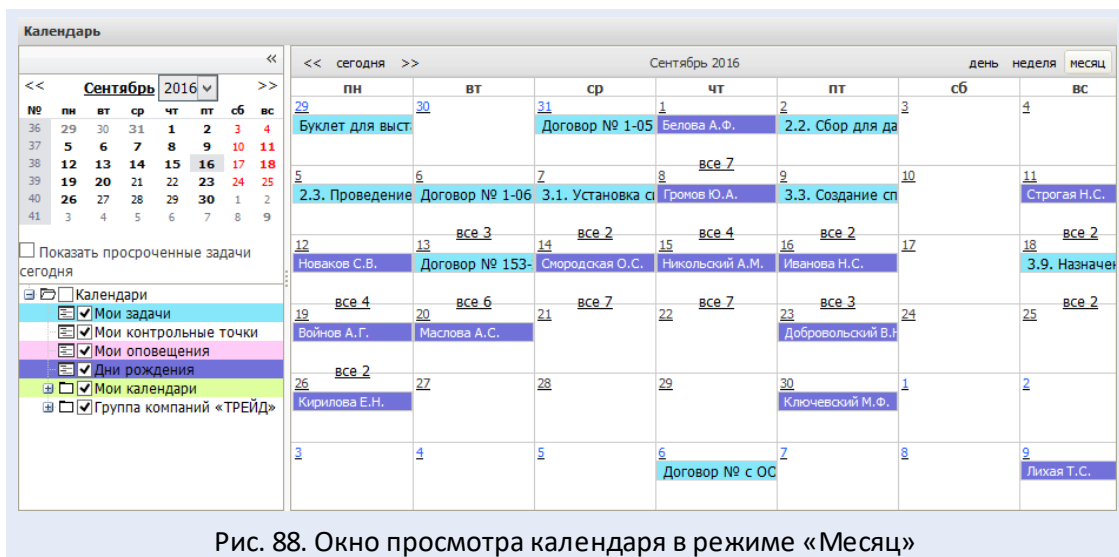 Календарь
«
<< Сентябрь 2016 >>
№ пн вт ср чт пт сб вс
36 29 30 31 1 2 3 4
37 5 6 7 8 9 10 11
38 12 13 14 15 16 17 18
39 19 20 21 22 23 24 25
40 26 27 28 29 30 1 2
41 3 4 5 6 7 8 9
Показать просроченные задачи
сегодня
Календари
Мои задачи
Мои контрольные точки
Мои оповещения
Дни рождения
Мои календари
Группа компаний «ТРЕЙД»
<< сегодня >> Сентябрь 2016 день неделя месяц
пн вт ср чт пт сб вс
29 30 31 1 2 3 4
Буклет для выст Договор № 1-05 Белова А.Ф. 2.2. Сбор для да
все 7
5 6 7 8 9 10 11
2.3. Проведение Договор № 1-06 3.1. Установка с Громов Ю.А. 3.3. Создание сп Строгая Н.С.
все 3 все 2 все 4 все 2 все 2
12 13 14 15 16 17 18
Новаков С.В. Договор № 153- Смородская О.С. Никольский А.М. Иванова Н.С. 3.9. Назначен
все 4 все 6 все 7 все 7 все 3 все 2
19 20 21 22 23 24 25
Войнов А.Г. Маслова А.С. Добровольский В.Н
все 2
26 27 28 29 30 1 2
Кирилова Е.Н. Ключевский М.Ф.
3 4 5 6 7 8 9
Договор № с ОО Лихая Т.С.
Рис. 88. Окно просмотра календаря в режиме «Месяц»